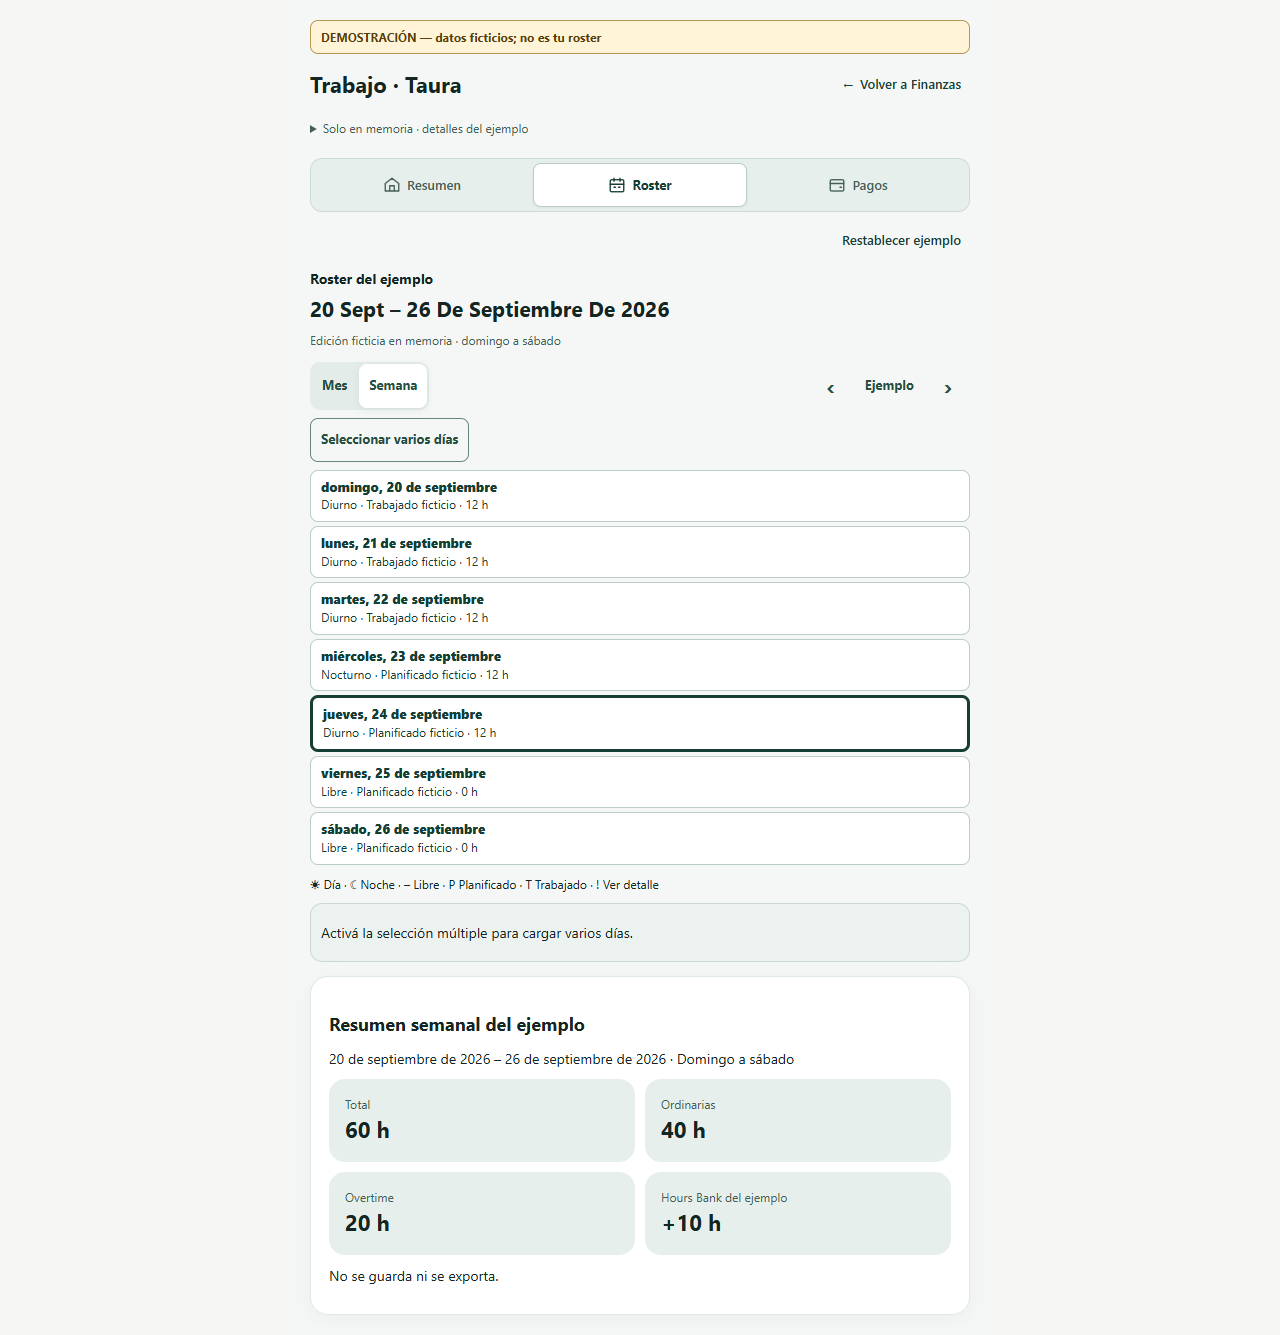 DEMOSTRACIÓN — datos ficticios; no es tu roster
Trabajo · Taura
← Volver a Finanzas
▶ Solo en memoria · detalles del ejemplo
Resumen
Roster
Pagos
Restablecer ejemplo
Roster del ejemplo
20 Sept – 26 De Septiembre De 2026
Edición ficticia en memoria · domingo a sábado
Mes
Semana
‹
Ejemplo
›
Seleccionar varios días
domingo, 20 de septiembre
Diurno · Trabajado ficticio · 12 h
lunes, 21 de septiembre
Diurno · Trabajado ficticio · 12 h
martes, 22 de septiembre
Diurno · Trabajado ficticio · 12 h
miércoles, 23 de septiembre
Nocturno · Planificado ficticio · 12 h
jueves, 24 de septiembre
Diurno · Planificado ficticio · 12 h
viernes, 25 de septiembre
Libre · Planificado ficticio · 0 h
sábado, 26 de septiembre
Libre · Planificado ficticio · 0 h
☀ Día · ☾ Noche · – Libre · P Planificado · T Trabajado · ! Ver detalle
Activá la selección múltiple para cargar varios días.
Resumen semanal del ejemplo
20 de septiembre de 2026 – 26 de septiembre de 2026 · Domingo a sábado
Total
60 h
Ordinarias
40 h
Overtime
20 h
Hours Bank del ejemplo
+10 h
No se guarda ni se exporta.